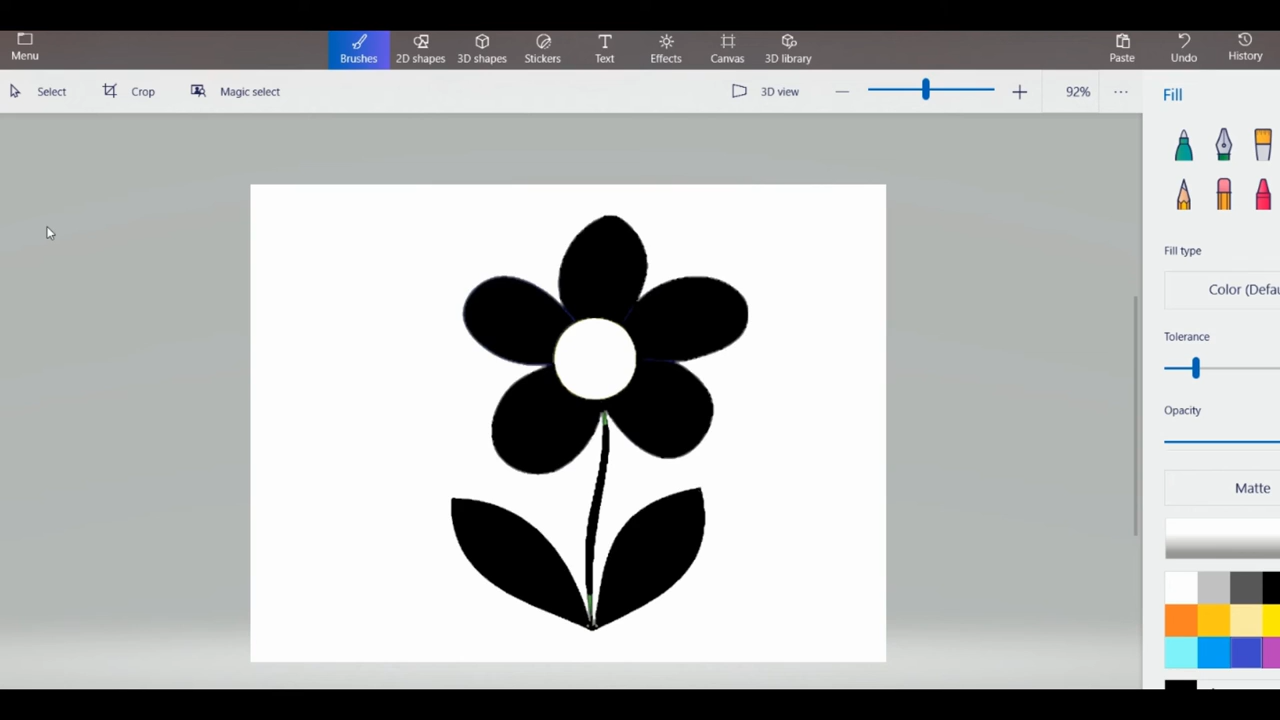 Menu
Brushes
2D shapes
3D shapes
Stickers
Text
Effects
Canvas
3D library
Paste
Undo
History
Select
Crop
Magic select
3D view
92%
Fill
Fill type
Color (Defau
Tolerance
Opacity
Matte